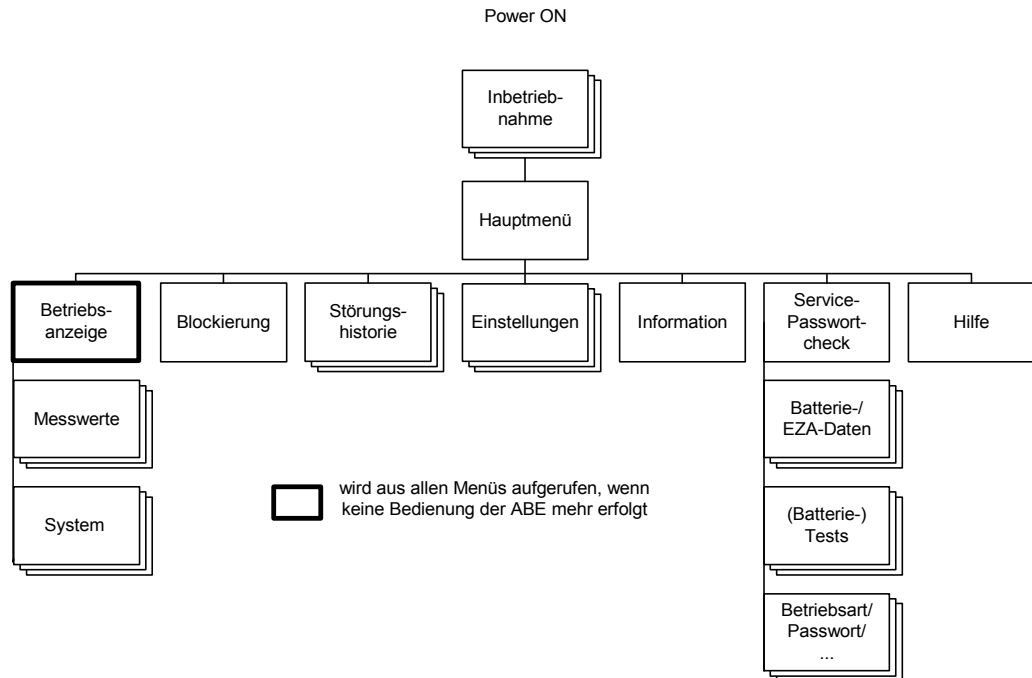 Power ON
Inbetrieb-
nahme
Hauptmenü
Betriebs-
anzeige
Blockierung
Störungs-
historie
Einstellungen
Information
Service-
Passwort-
check
Hilfe
Messwerte
Batterie-/
EZA-Daten
System
wird aus allen Menüs aufgerufen, wenn
keine Bedienung der ABE mehr erfolgt
(Batterie-)
Tests
Betriebsart/
Passwort/
...